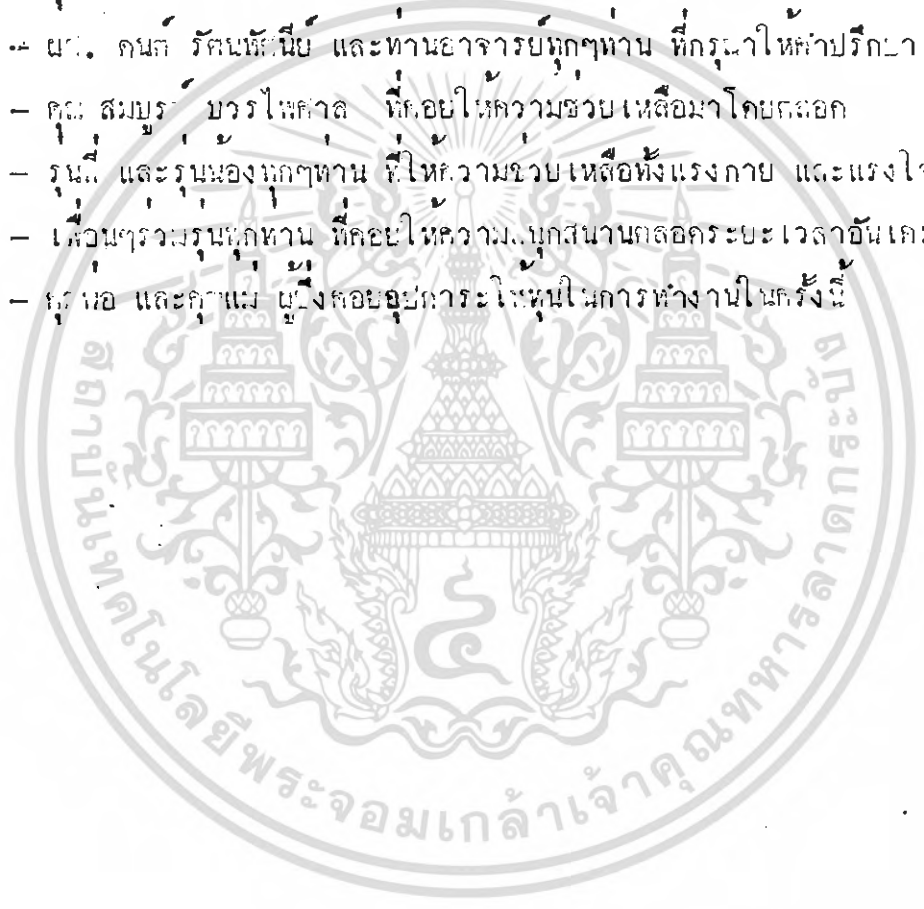 - ผศ. ดนต์ รัตนทัศนีย์ และท่านอาจารย์ทุกๆท่าน ที่กรุณาให้คำปรึกษา
- คุณ สมบูรณ์ บวรไพศาล ที่คอยให้ความช่วยเหลือมาโดยตลอด
- รุ่นพี่ และรุ่นน้องทุกๆท่าน ที่ให้ความช่วยเหลือทั้งแรงกาย และแรงใจ
- เพื่อนๆร่วมรุ่นทุกท่าน ที่คอยให้ความสนุกสนานตลอดระยะเวลาอัน
- คุณพ่อ และคุณแม่ ผู้ซึ่งคอยอุปการะให้ทุนในการทำงานในครั้งนี้
สถาบันเทคโนโลยีพระจอมเกล้าเจ้าคุณทหารลาดกระบัง